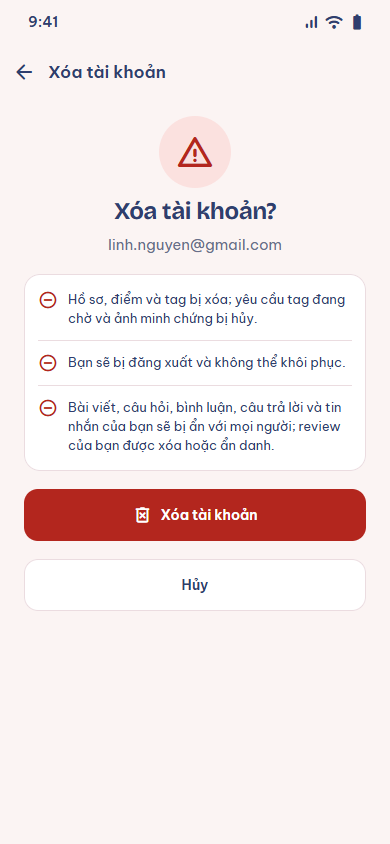 9:41
Xóa tài khoản
Xóa tài khoản?
linh.nguyen@gmail.com
Hồ sơ, điểm và tag bị xóa; yêu cầu tag đang
chờ và ảnh minh chứng bị hủy.
Bạn sẽ bị đăng xuất và không thể khôi phục.
Bài viết, câu hỏi, bình luận, câu trả lời và tin
nhắn của bạn sẽ bị ẩn với mọi người; review
của bạn được xóa hoặc ẩn danh.
Xóa tài khoản
Hủy